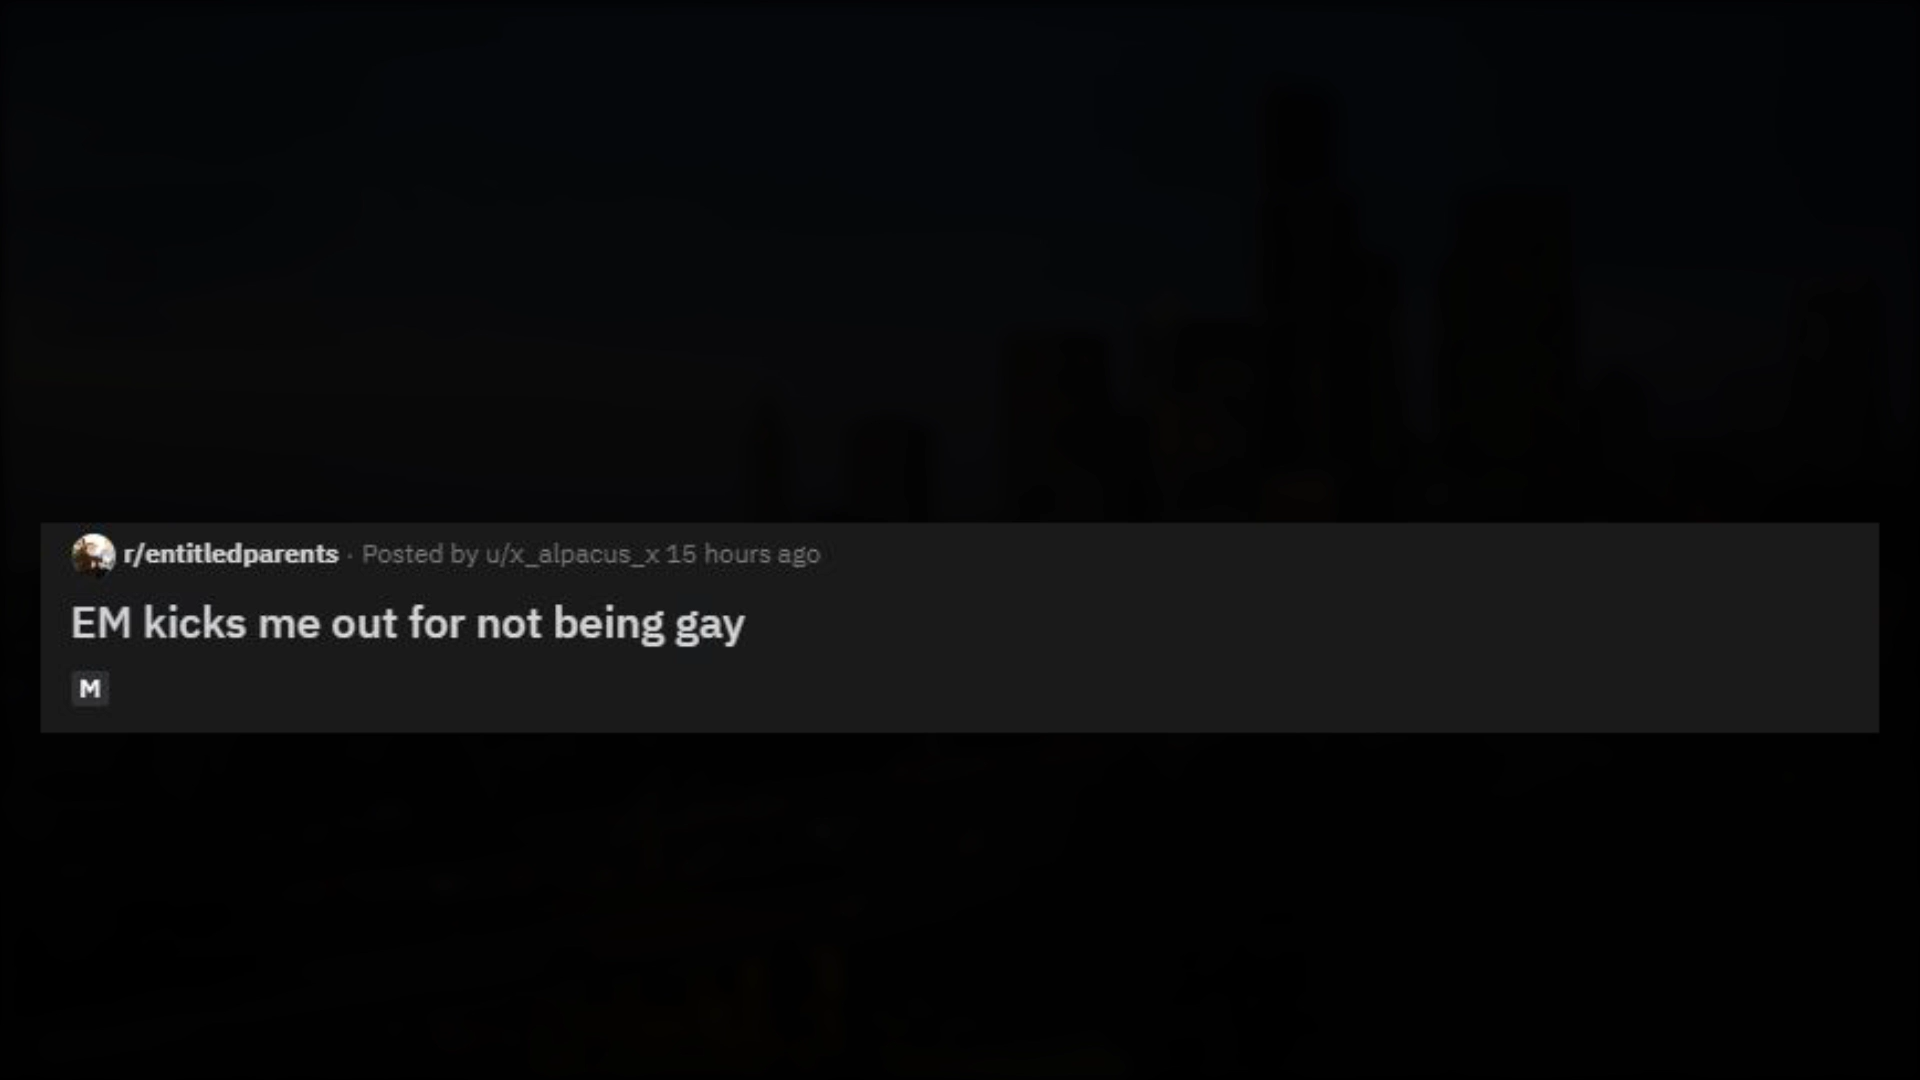 r/entitledparents · Posted by u/x_alpacus_x 15 hours ago
EM kicks me out for not being gay
M